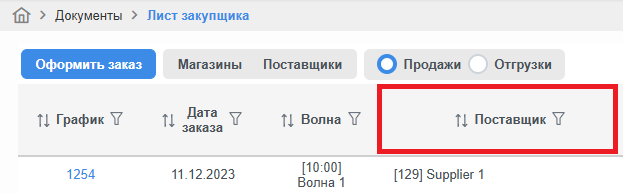 Документы
Лист закупщика
Оформить заказ
Магазины
Поставщики
Продажи
Отгрузки
График
Дата
заказа
Волна
Поставщик
1254
11.12.2023
[10:00]
Волна 1
[129] Supplier 1